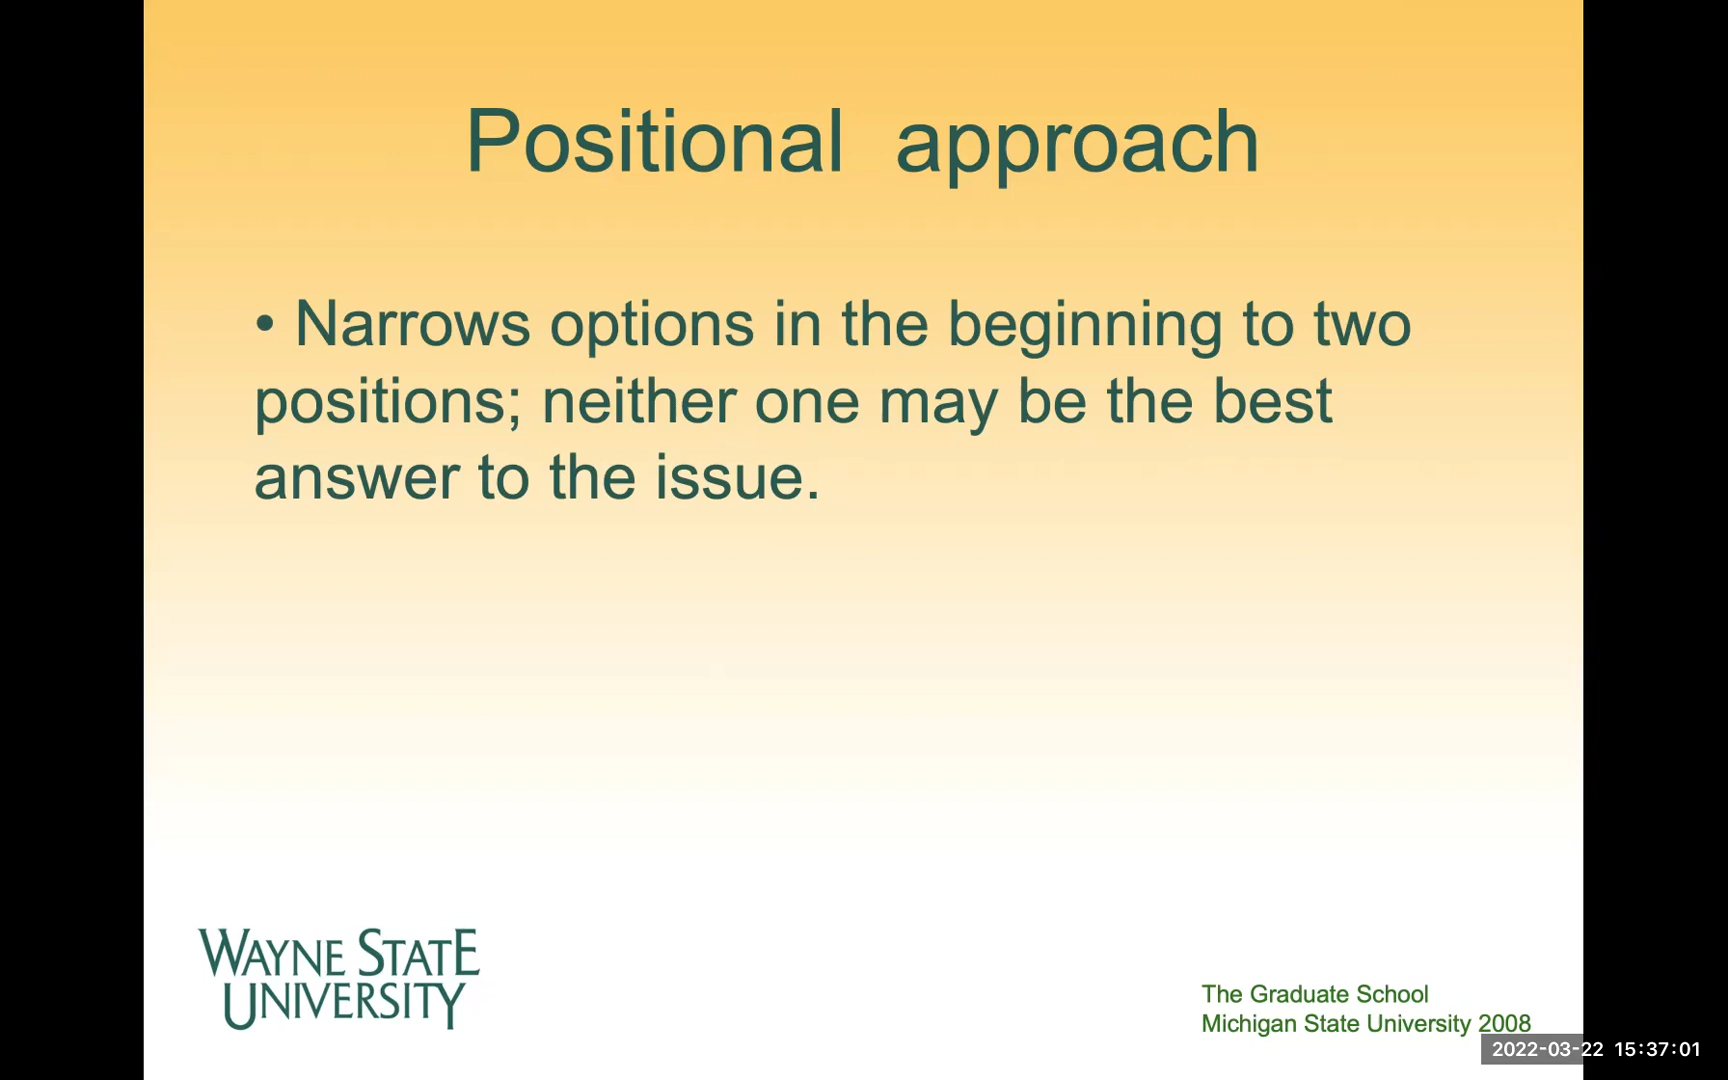 Positional approach
• Narrows options in the beginning to two
positions; neither one may be the best
answer to the issue.
WAYNE STATE
UNIVERSITY
The Graduate School
Michigan State University 2008
2022-03-22 15:37:01